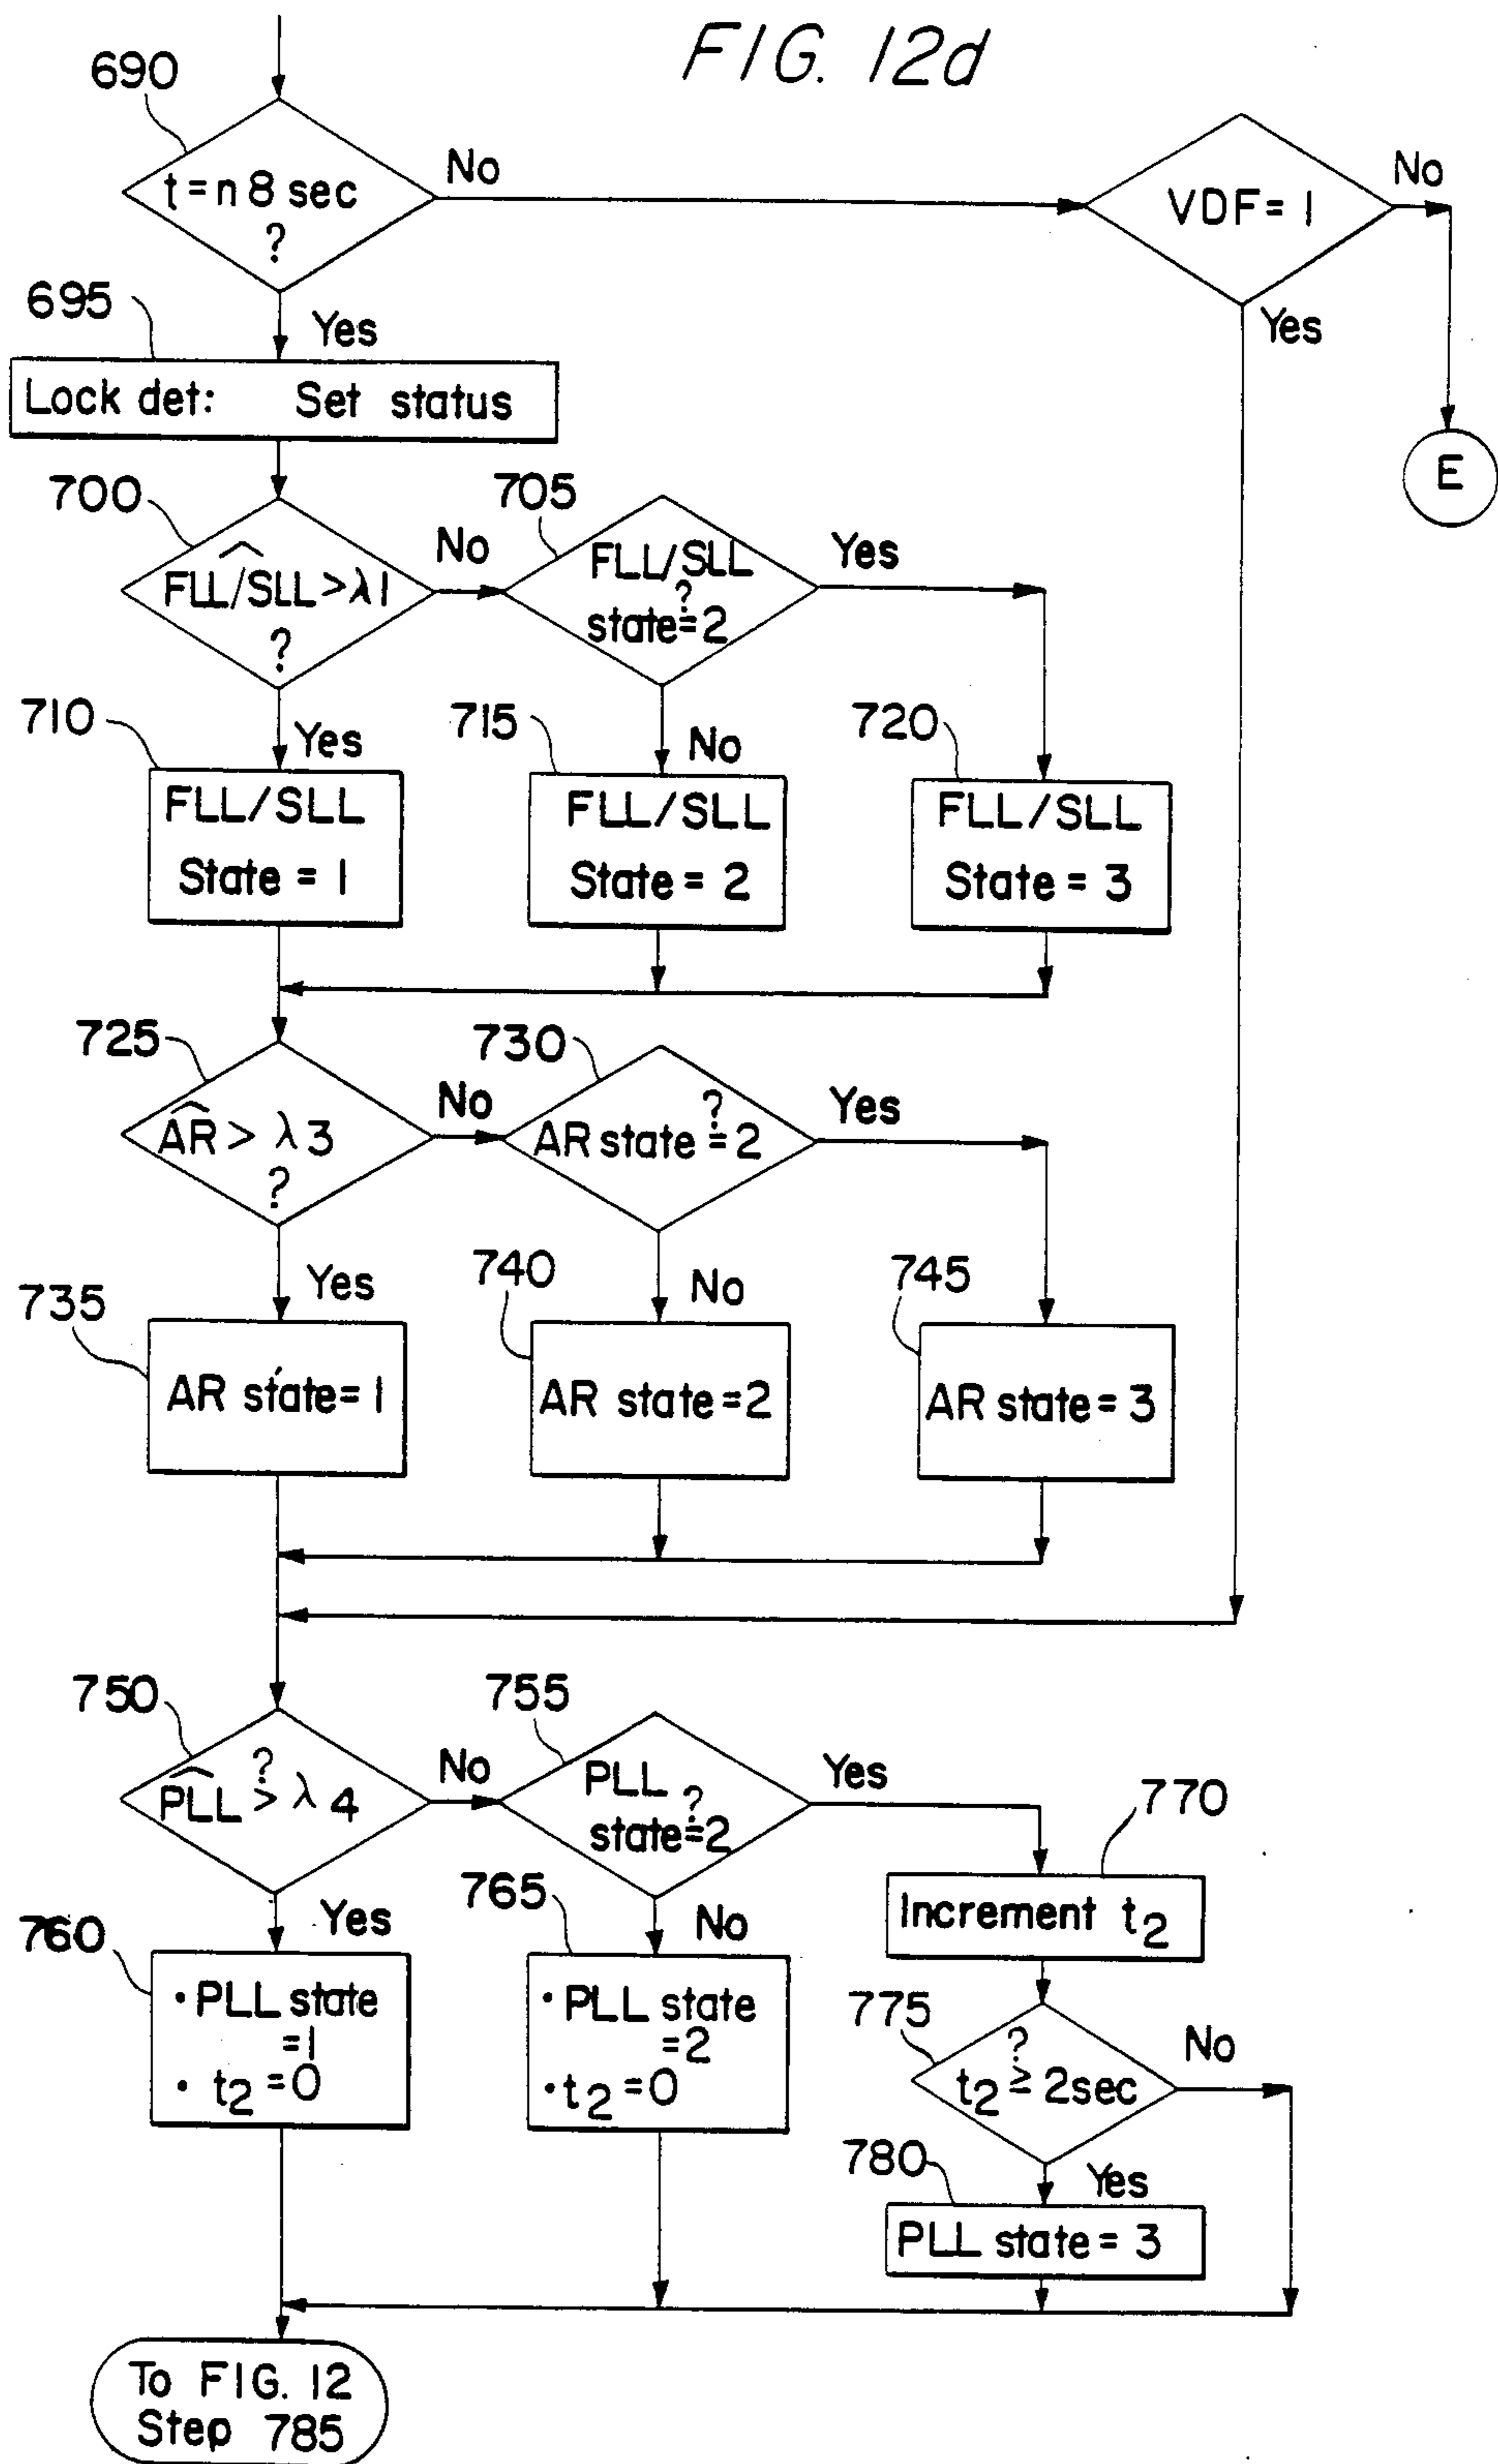 FIG. 12d
690
t = n 8 sec
?
No
VDF = 1
No
Yes
E
Yes
695
Lock det: Set status
700
FLL/SLL > λ1
?
No
705
FLL/SLL
?
state = 2
Yes
710
Yes
FLL/SLL
State = 1
715
No
FLL/SLL
State = 2
720
FLL/SLL
State = 3
725
AR > λ3
?
No
730
?
AR state = 2
Yes
735
Yes
AR state = 1
740
No
AR state = 2
745
AR state = 3
750
?
PLL > λ4
No
755
PLL
?
state = 2
Yes
760
Yes
• PLL state
= 1
• t2 = 0
765
No
• PLL state
= 2
• t2 = 0
770
Increment t2
775
?
t2 ≥ 2sec
No
780
Yes
PLL state = 3
To FIG. 12
Step 785